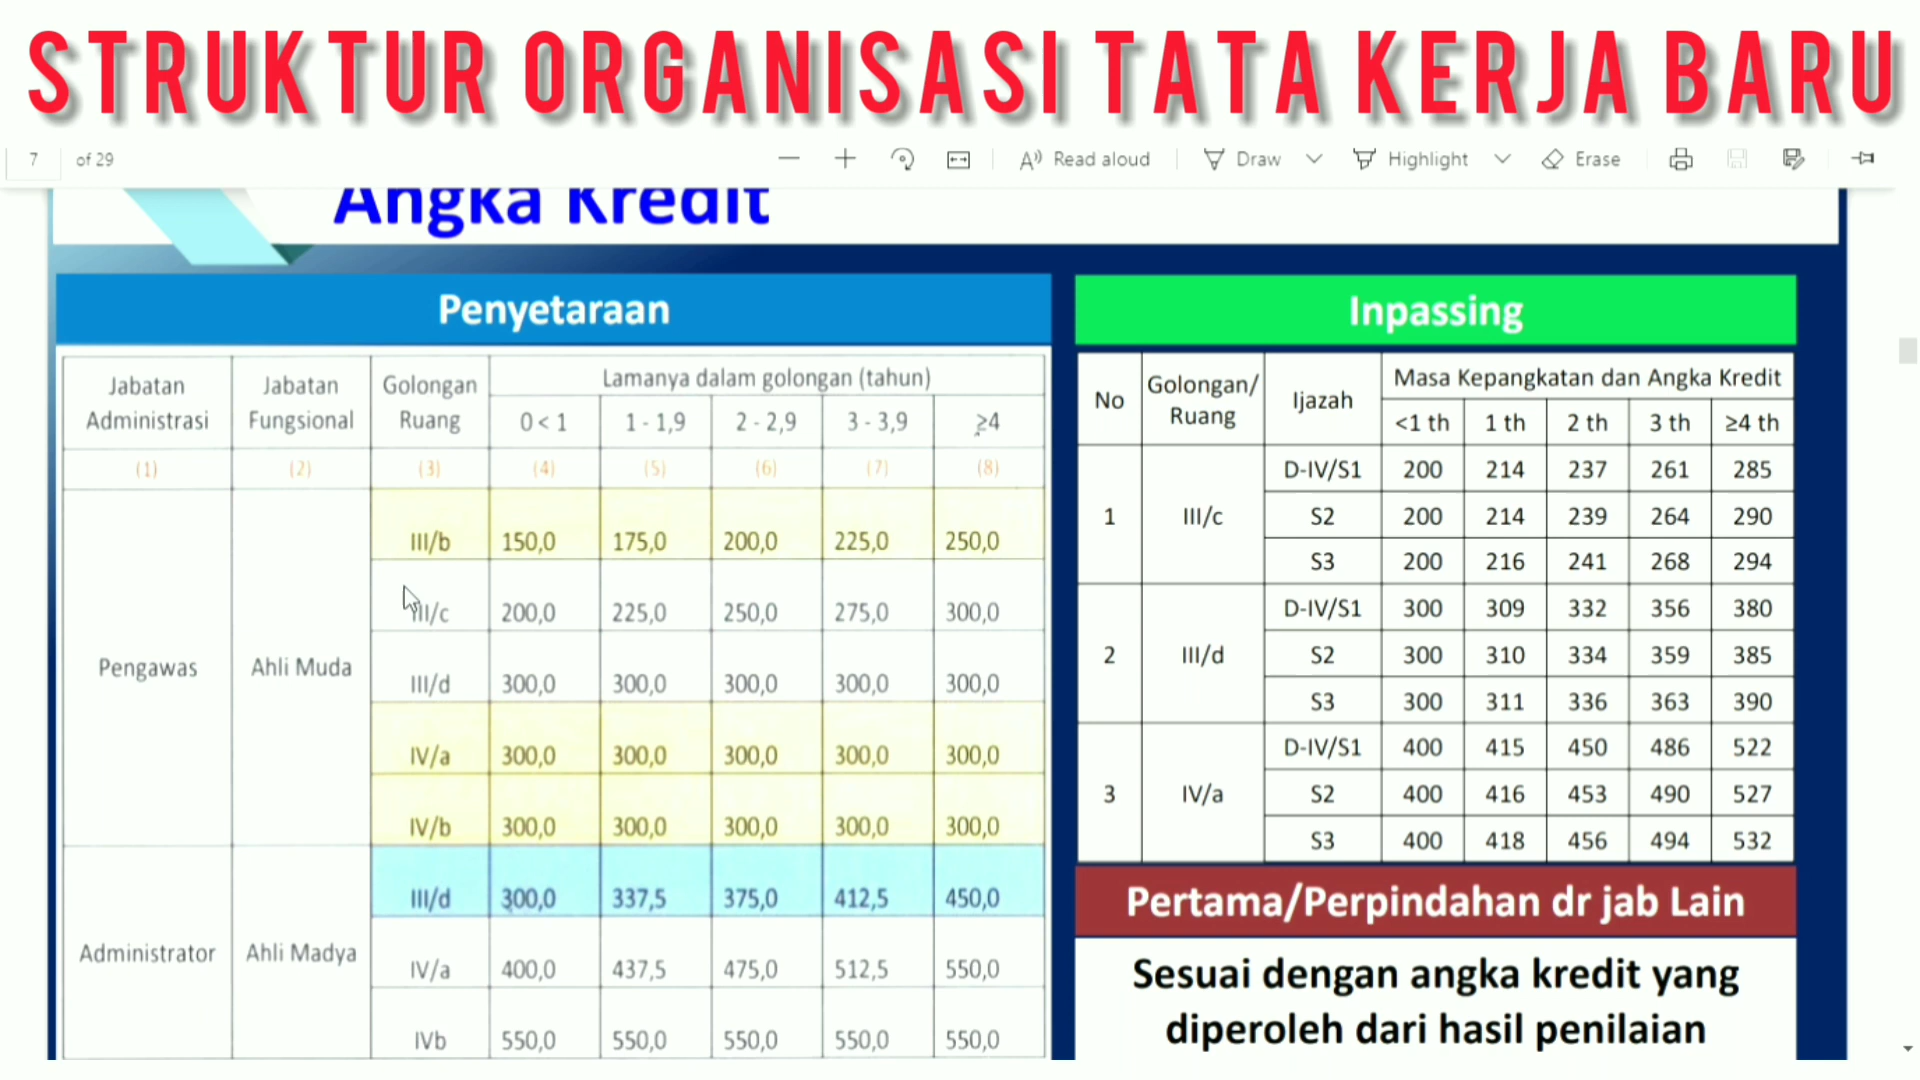 STRUKTUR ORGANISASI TATA KERJA BARU
7 of 29 Read aloud Draw Highlight Erase
Angka Kredit
Penyetaraan
Jabatan Administrasi Jabatan Fungsional Golongan Ruang Lamanya dalam golongan (tahun)
0 < 1 1 - 1,9 2 - 2,9 3 - 3,9 ≥4
(1) (2) (3) (4) (5) (6) (7) (8)
Pengawas Ahli Muda
III/b 150,0 175,0 200,0 225,0 250,0
III/c 200,0 225,0 250,0 275,0 300,0
III/d 300,0 300,0 300,0 300,0 300,0
IV/a 300,0 300,0 300,0 300,0 300,0
IV/b 300,0 300,0 300,0 300,0 300,0
Administrator Ahli Madya
III/d 300,0 337,5 375,0 412,5 450,0
IV/a 400,0 437,5 475,0 512,5 550,0
IVb 550,0 550,0 550,0 550,0 550,0
Inpassing
No Golongan/ Ruang Ijazah Masa Kepangkatan dan Angka Kredit
<1 th 1 th 2 th 3 th ≥4 th
1 III/c
D-IV/S1 200 214 237 261 285
S2 200 214 239 264 290
S3 200 216 241 268 294
2 III/d
D-IV/S1 300 309 332 356 380
S2 300 310 334 359 385
S3 300 311 336 363 390
3 IV/a
D-IV/S1 400 415 450 486 522
S2 400 416 453 490 527
S3 400 418 456 494 532
Pertama/Perpindahan dr jab Lain
Sesuai dengan angka kredit yang
diperoleh dari hasil penilaian